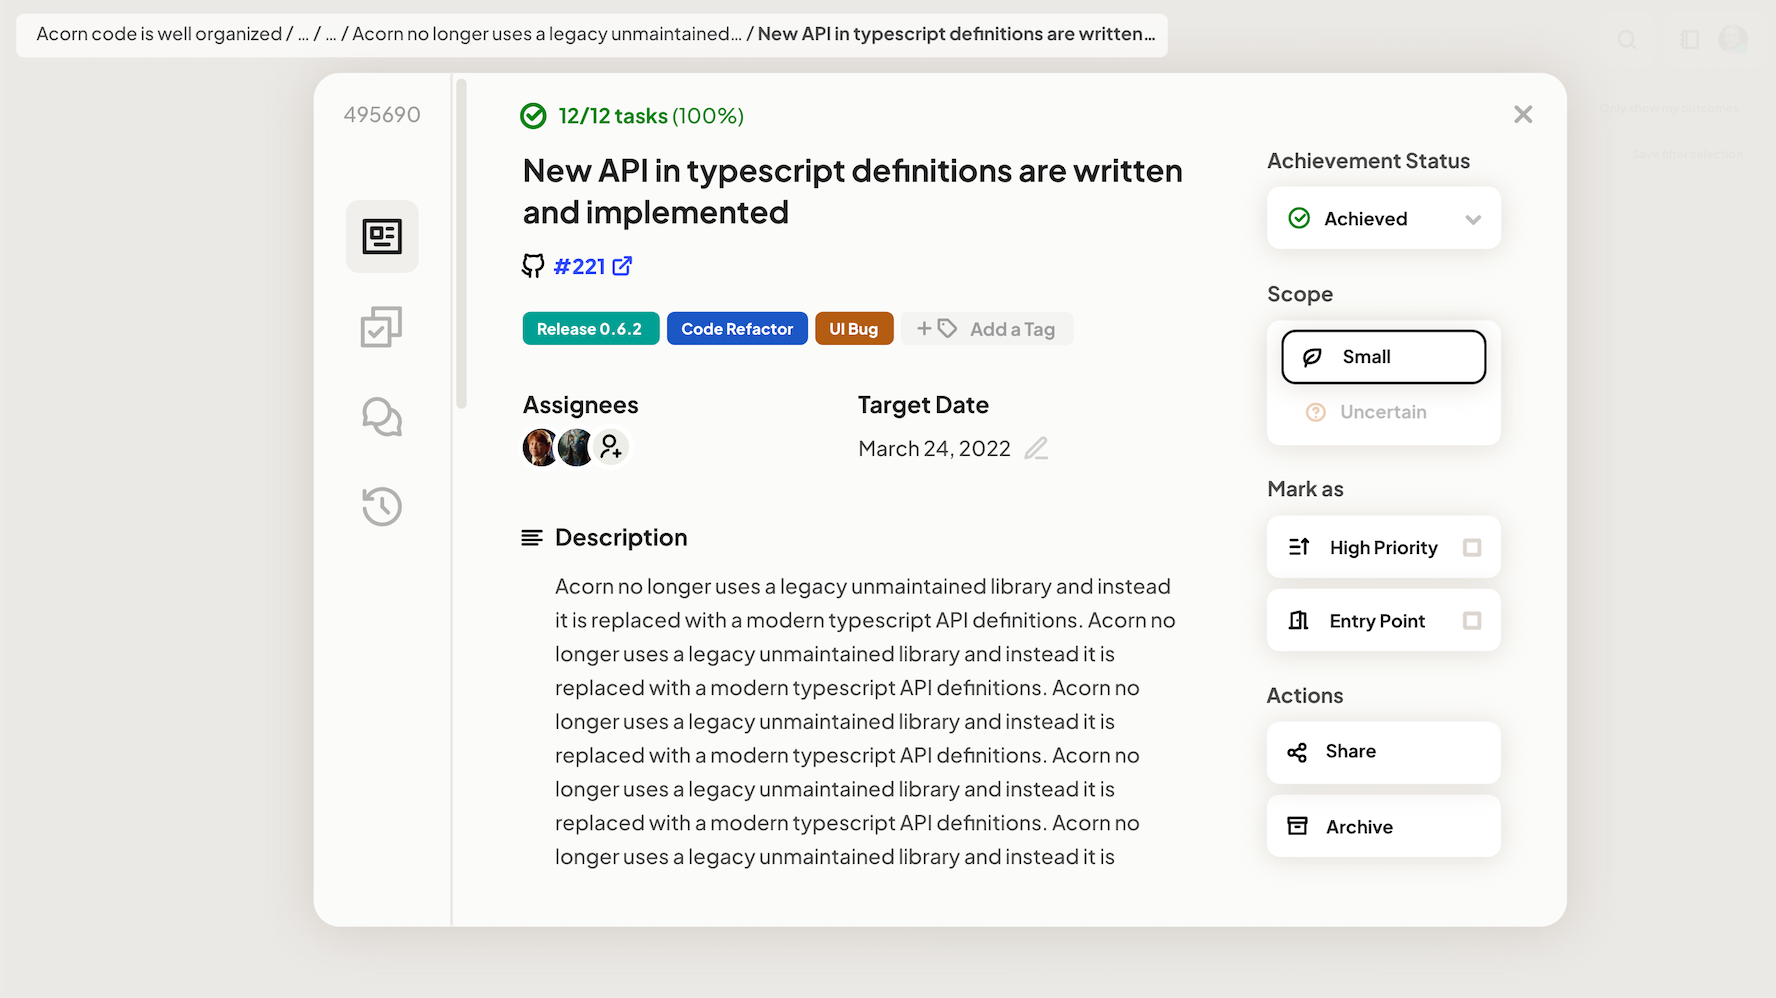 Acorn code is well organized / ... / ... / Acorn no longer uses a legacy unmaintained... / New API in typescript definitions are written...
Only show my outcomes
Save filter selection
495690
12/12 tasks (100%)
New API in typescript definitions are written
and implemented
#221
Release 0.6.2
Code Refactor
UI Bug
+ Add a Tag
Assignees
Target Date
March 24, 2022
Description
Acorn no longer uses a legacy unmaintained library and instead
it is replaced with a modern typescript API definitions. Acorn no
longer uses a legacy unmaintained library and instead it is
replaced with a modern typescript API definitions. Acorn no
longer uses a legacy unmaintained library and instead it is
replaced with a modern typescript API definitions. Acorn no
longer uses a legacy unmaintained library and instead it is
replaced with a modern typescript API definitions. Acorn no
longer uses a legacy unmaintained library and instead it is
Achievement Status
Achieved
Scope
Small
Uncertain
Mark as
High Priority
Entry Point
Actions
Share
Archive